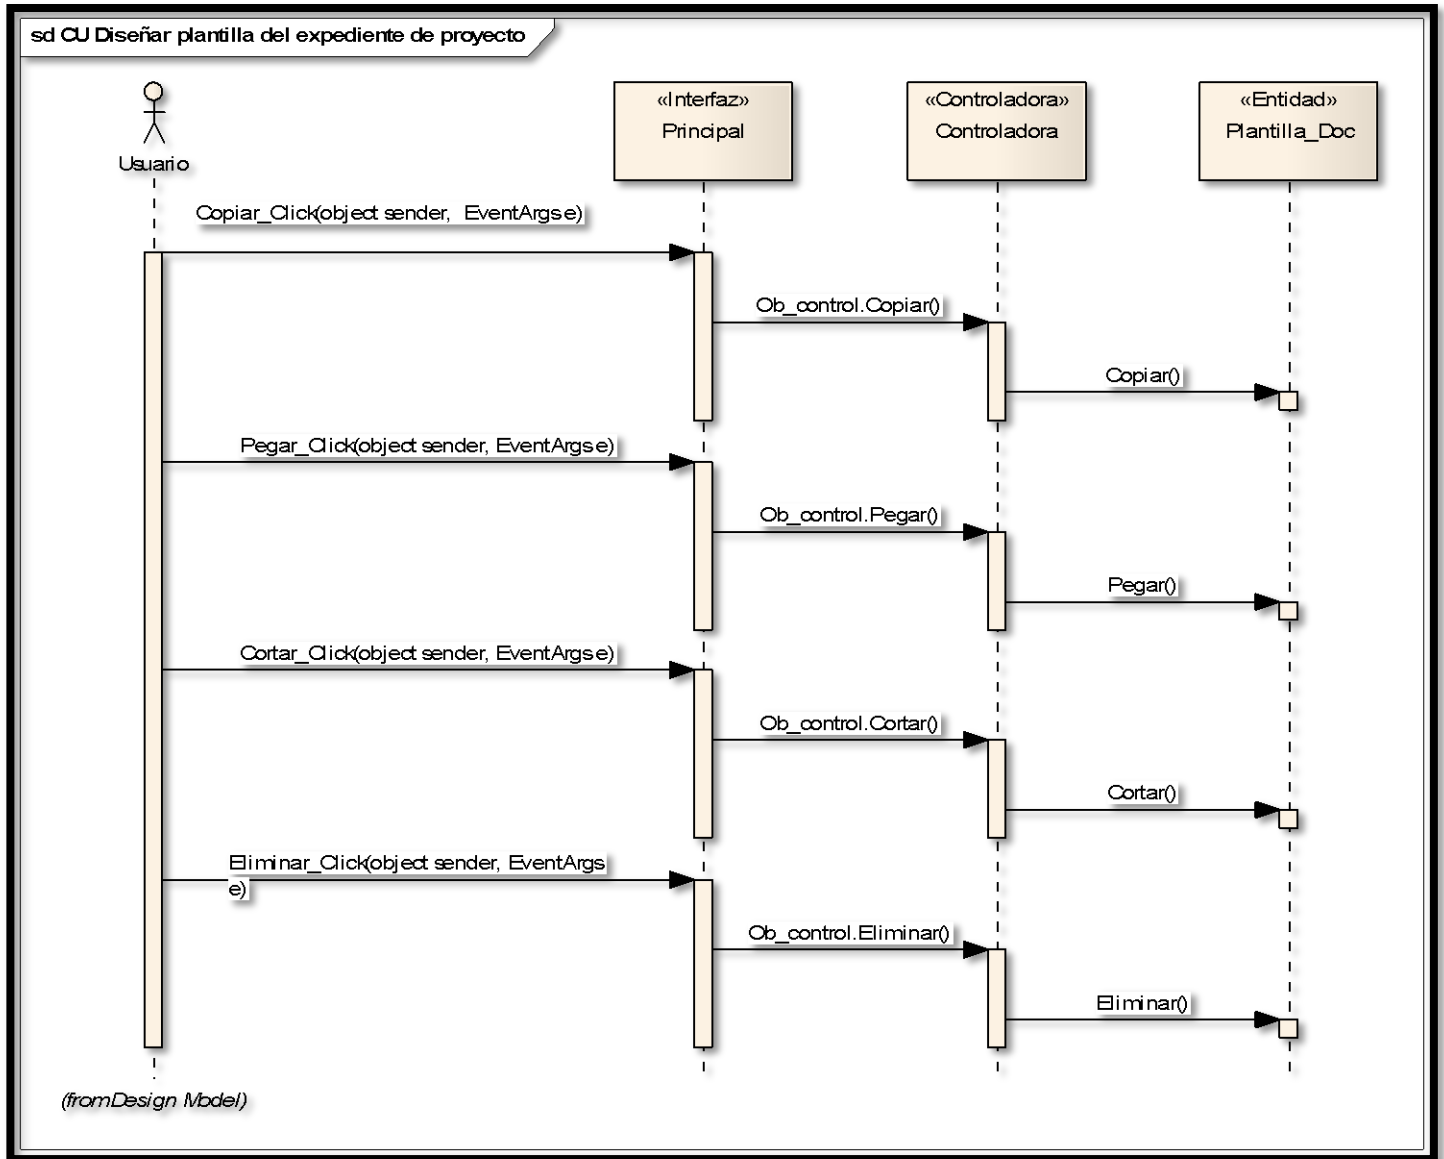 sd CU Diseñar plantilla del expediente de proyecto
«Interfaz»
Principal
«Controladora»
Controladora
«Entidad»
Plantilla_Doc
Usuario
Copiar_Click(object sender, EventArgs e)
Ob_control.Copiar()
Copiar()
Pegar_Click(object sender, EventArgs e)
Ob_control.Pegar()
Pegar()
Cortar_Click(object sender, EventArgs e)
Ob_control.Cortar()
Cortar()
Eliminar_Click(object sender, EventArgs
e)
Ob_control.Eliminar()
Eliminar()
(from Design Model)